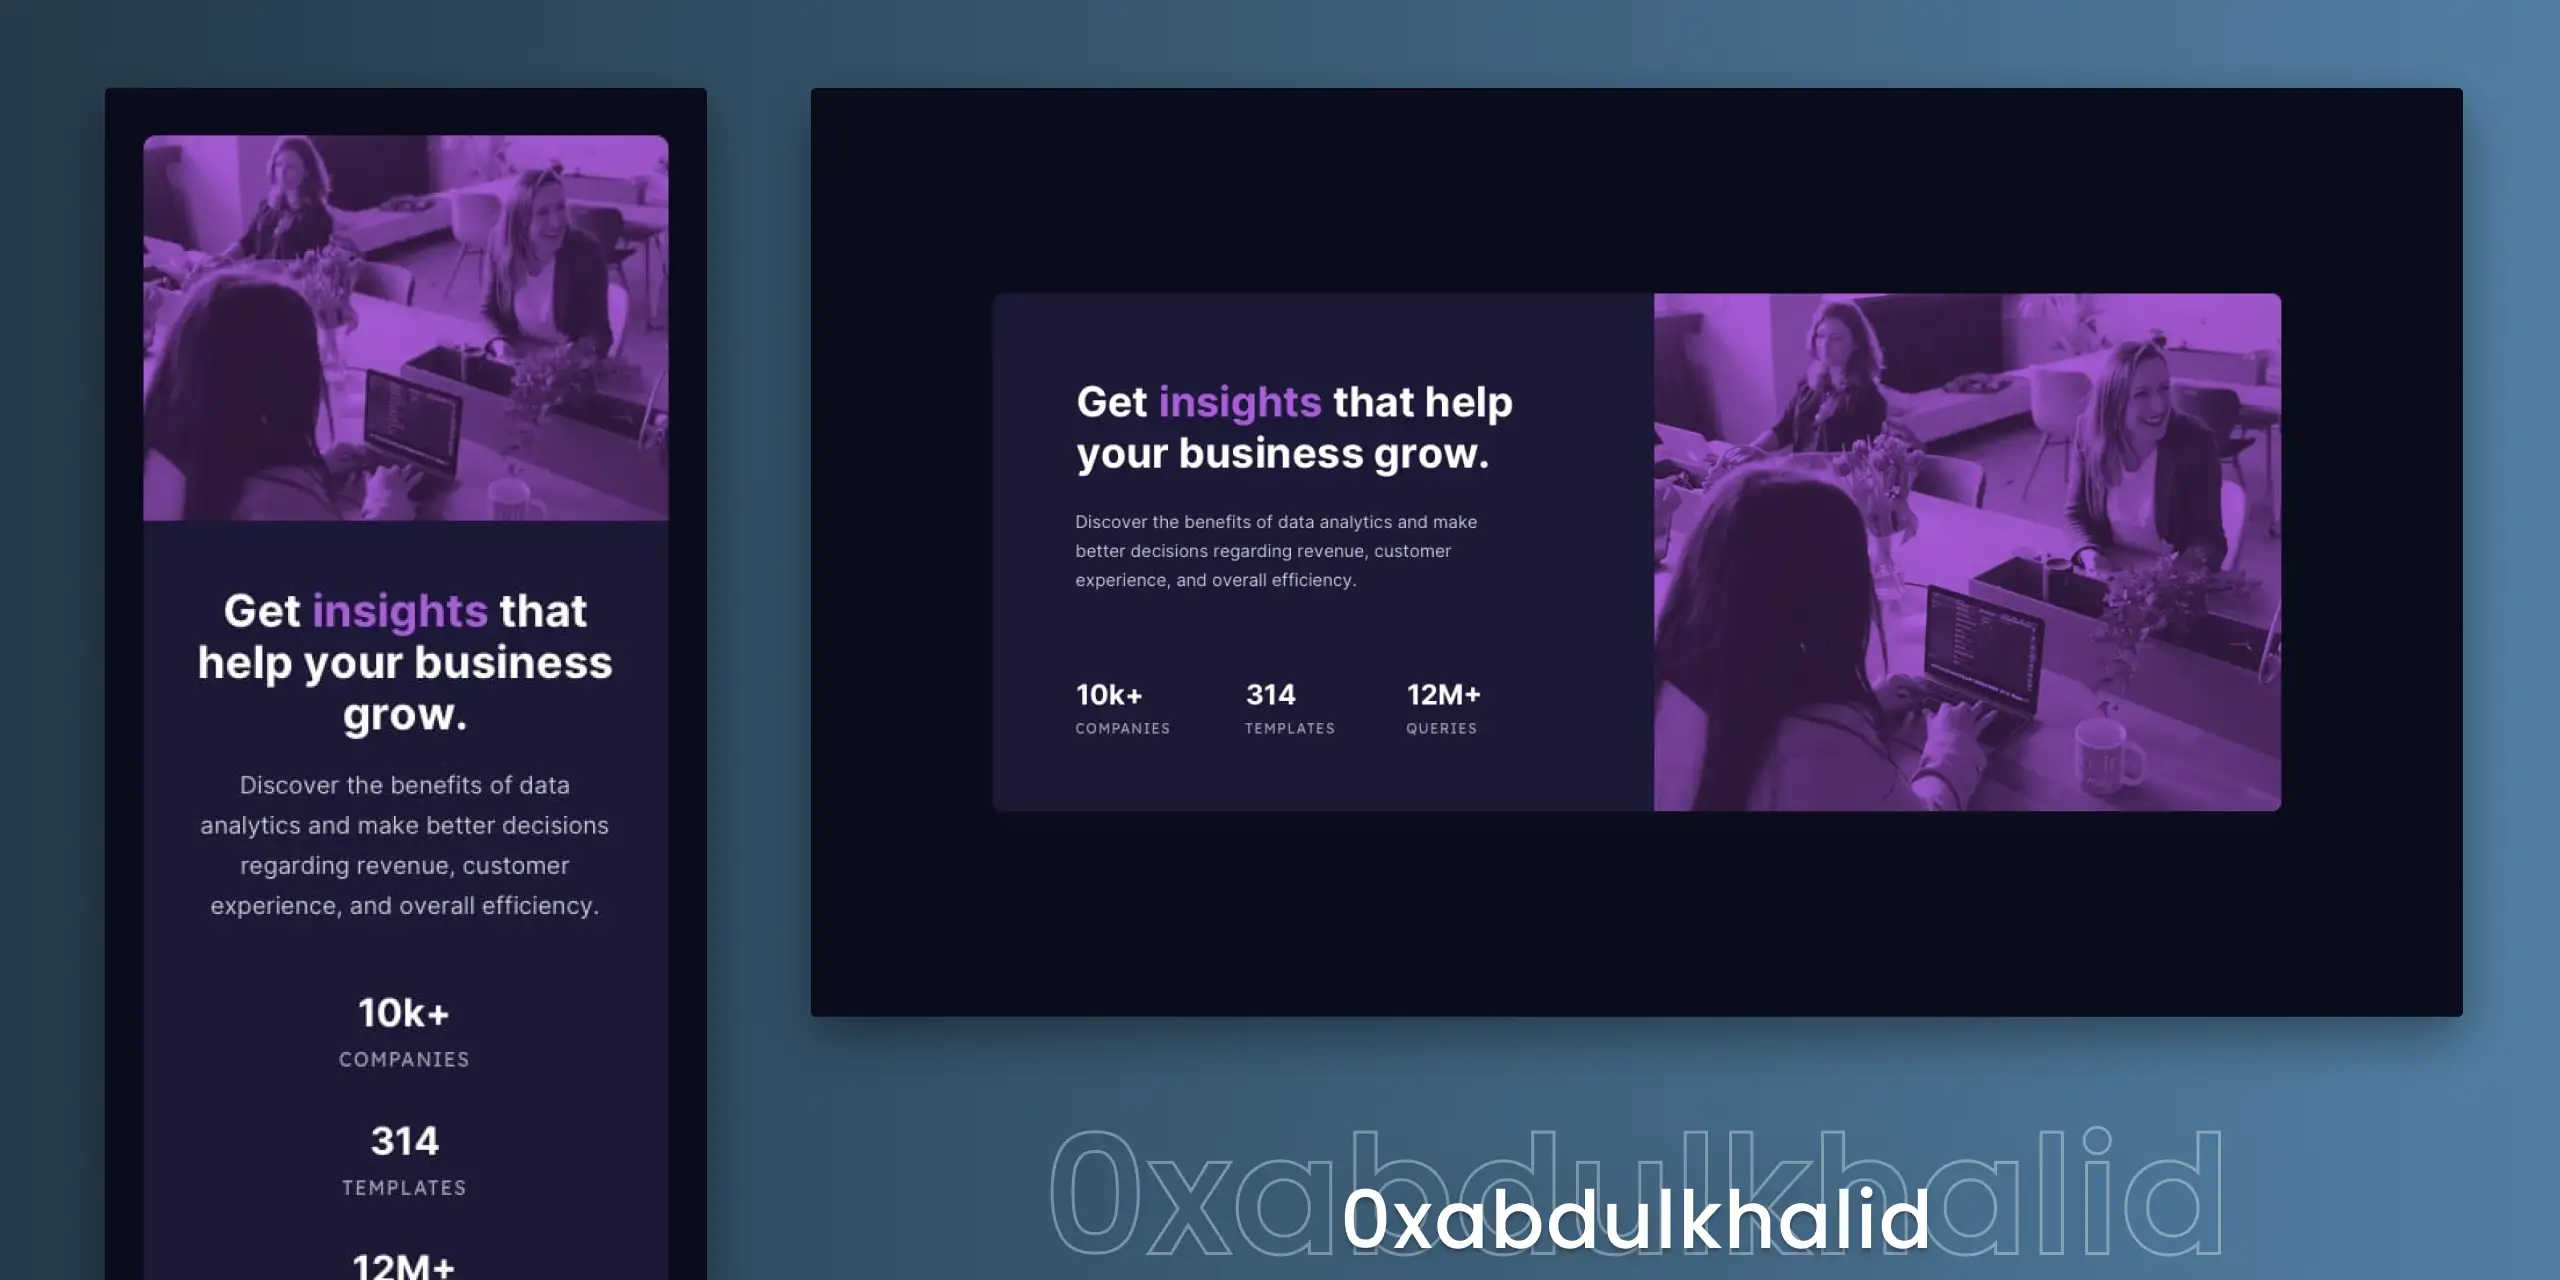 Get insights that
help your business
grow.
Discover the benefits of data
analytics and make better decisions
regarding revenue, customer
experience, and overall efficiency.
10k+
COMPANIES
314
TEMPLATES
12M+
Get insights that help
your business grow.
Discover the benefits of data analytics and make
better decisions regarding revenue, customer
experience, and overall efficiency.
10k+ 314 12M+
COMPANIES TEMPLATES QUERIES
0xabdulkhalid
0xabdulkhalid